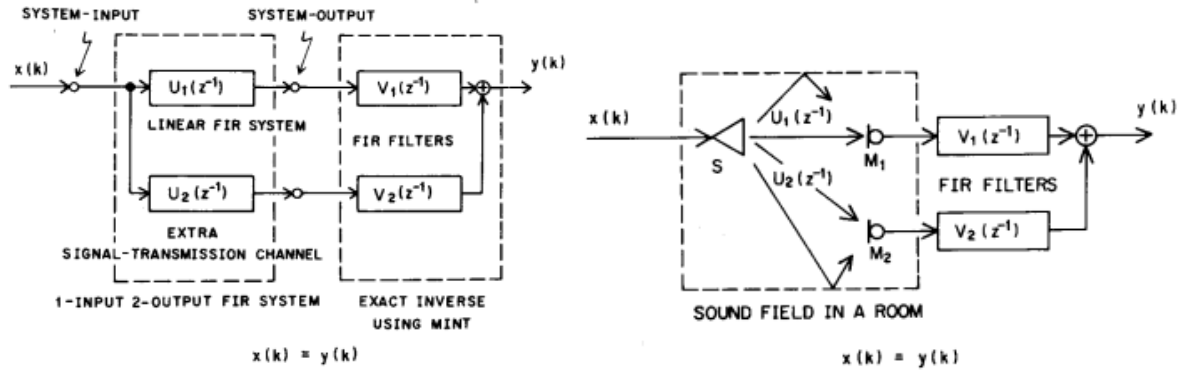 SYSTEM-INPUT
SYSTEM-OUTPUT
x(k)
U₁(z⁻¹)
V₁(z⁻¹)
y(k)
LINEAR FIR SYSTEM
FIR FILTERS
U₂(z⁻¹)
V₂(z⁻¹)
EXTRA
SIGNAL-TRANSMISSION CHANNEL
1-INPUT 2-OUTPUT FIR SYSTEM
EXACT INVERSE
USING MINT
x(k) = y(k)
x(k)
S
U₁(z⁻¹)
U₂(z⁻¹)
M₁
M₂
V₁(z⁻¹)
y(k)
FIR FILTERS
V₂(z⁻¹)
SOUND FIELD IN A ROOM
x(k) = y(k)